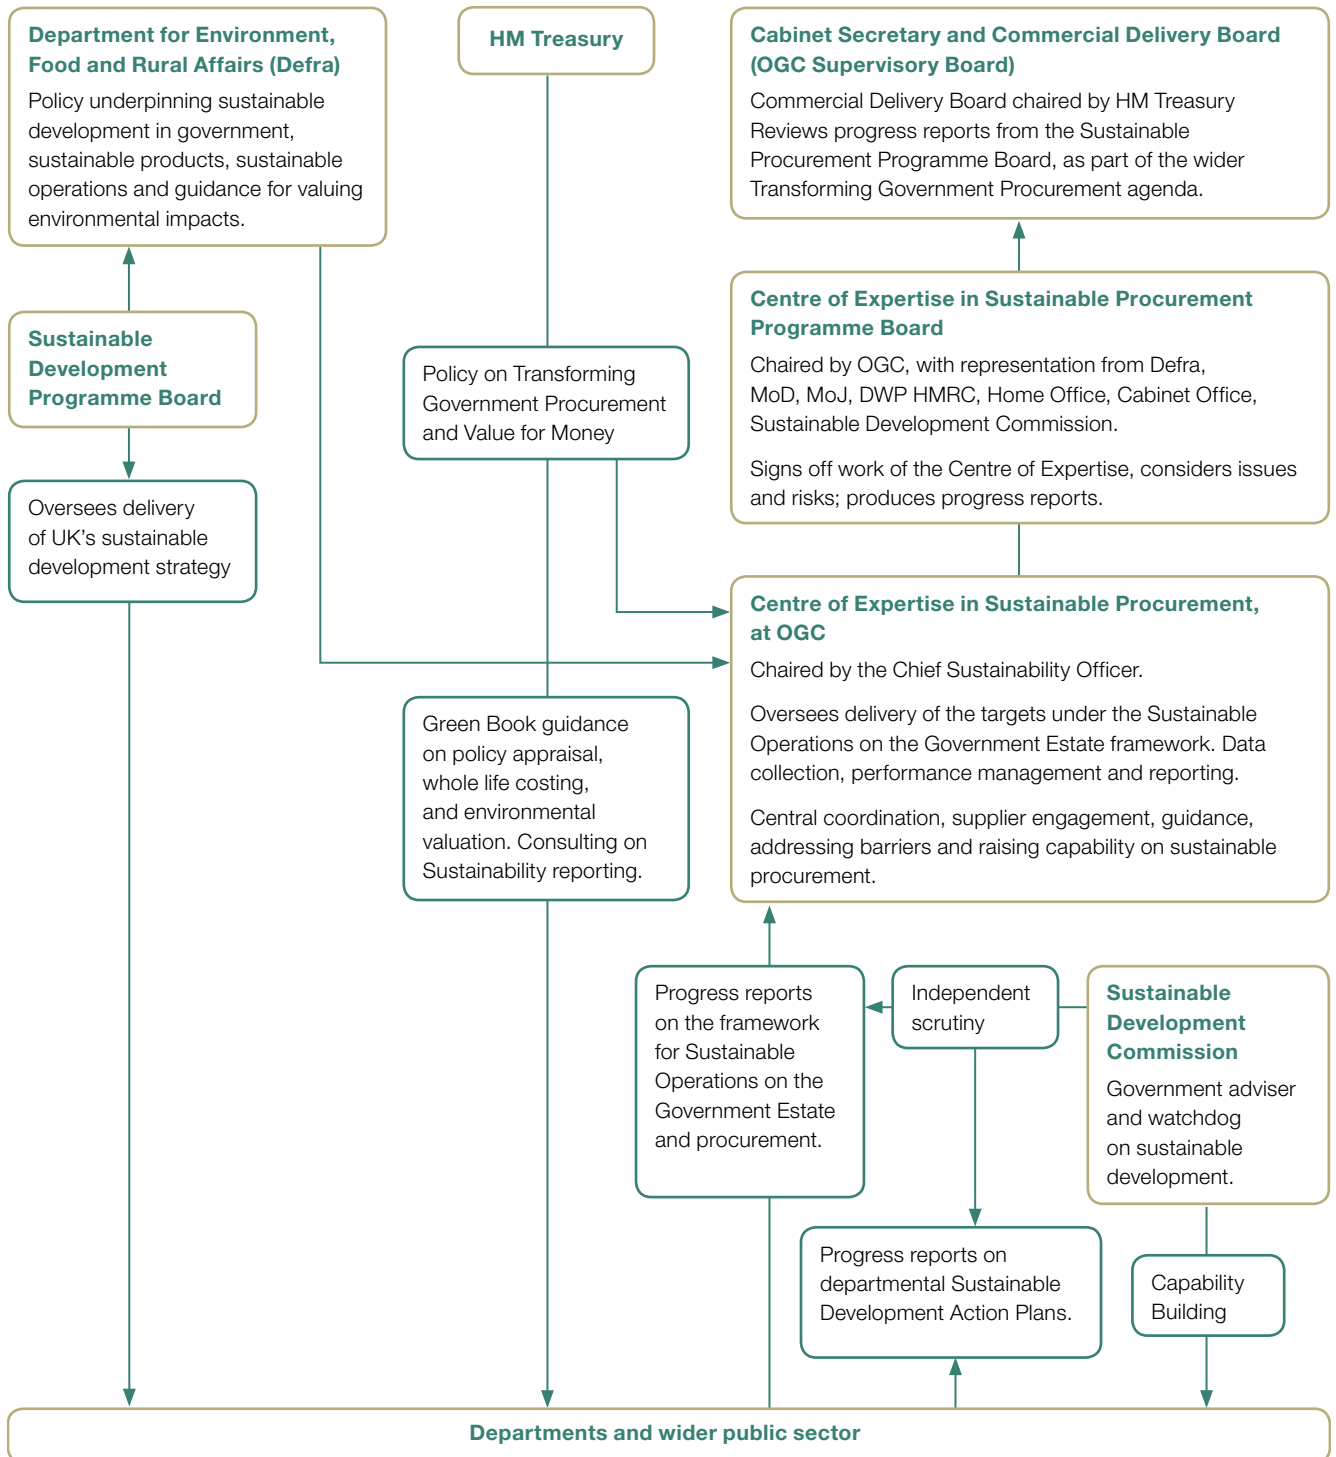 Department for Environment,
Food and Rural Affairs (Defra)
Policy underpinning sustainable
development in government,
sustainable products, sustainable
operations and guidance for valuing
environmental impacts.
HM Treasury
Cabinet Secretary and Commercial Delivery Board
(OGC Supervisory Board)
Commercial Delivery Board chaired by HM Treasury
Reviews progress reports from the Sustainable
Procurement Programme Board, as part of the wider
Transforming Government Procurement agenda.
Sustainable
Development
Programme Board
Policy on Transforming
Government Procurement
and Value for Money
Centre of Expertise in Sustainable Procurement
Programme Board
Chaired by OGC, with representation from Defra,
MoD, MoJ, DWP HMRC, Home Office, Cabinet Office,
Sustainable Development Commission.
Signs off work of the Centre of Expertise, considers issues
and risks; produces progress reports.
Oversees delivery
of UK’s sustainable
development strategy
Centre of Expertise in Sustainable Procurement,
at OGC
Chaired by the Chief Sustainability Officer.
Oversees delivery of the targets under the Sustainable
Operations on the Government Estate framework. Data
collection, performance management and reporting.
Central coordination, supplier engagement, guidance,
addressing barriers and raising capability on sustainable
procurement.
Green Book guidance
on policy appraisal,
whole life costing,
and environmental
valuation. Consulting on
Sustainability reporting.
Progress reports
on the framework
for Sustainable
Operations on the
Government Estate
and procurement.
Independent
scrutiny
Sustainable
Development
Commission
Government adviser
and watchdog
on sustainable
development.
Progress reports on
departmental Sustainable
Development Action Plans.
Capability
Building
Departments and wider public sector